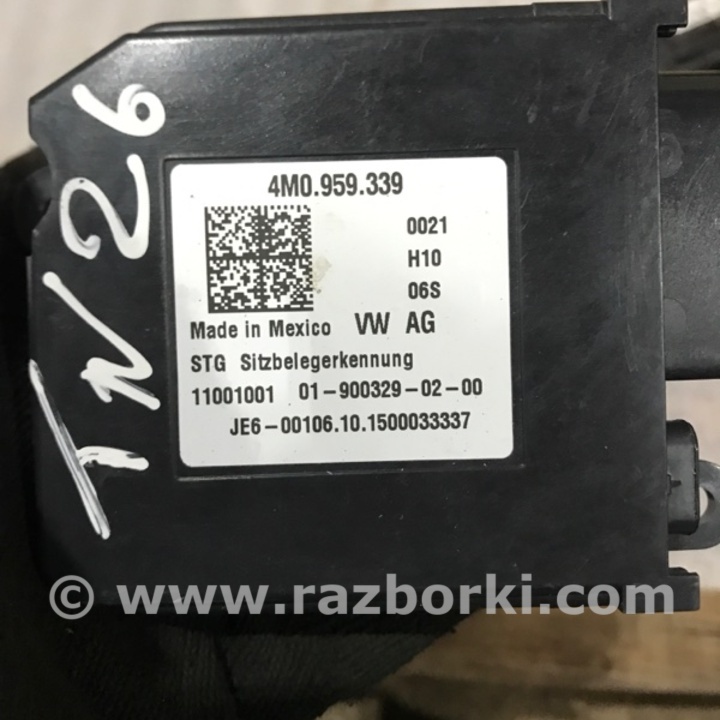 TN26
4M0.959.339
0021
H10
06S
Made in Mexico VW AG
STG Sitzbelegerkennung
11001001 01-900329-02-00
JE6-00106.10.1500033337
© www.razborki.com